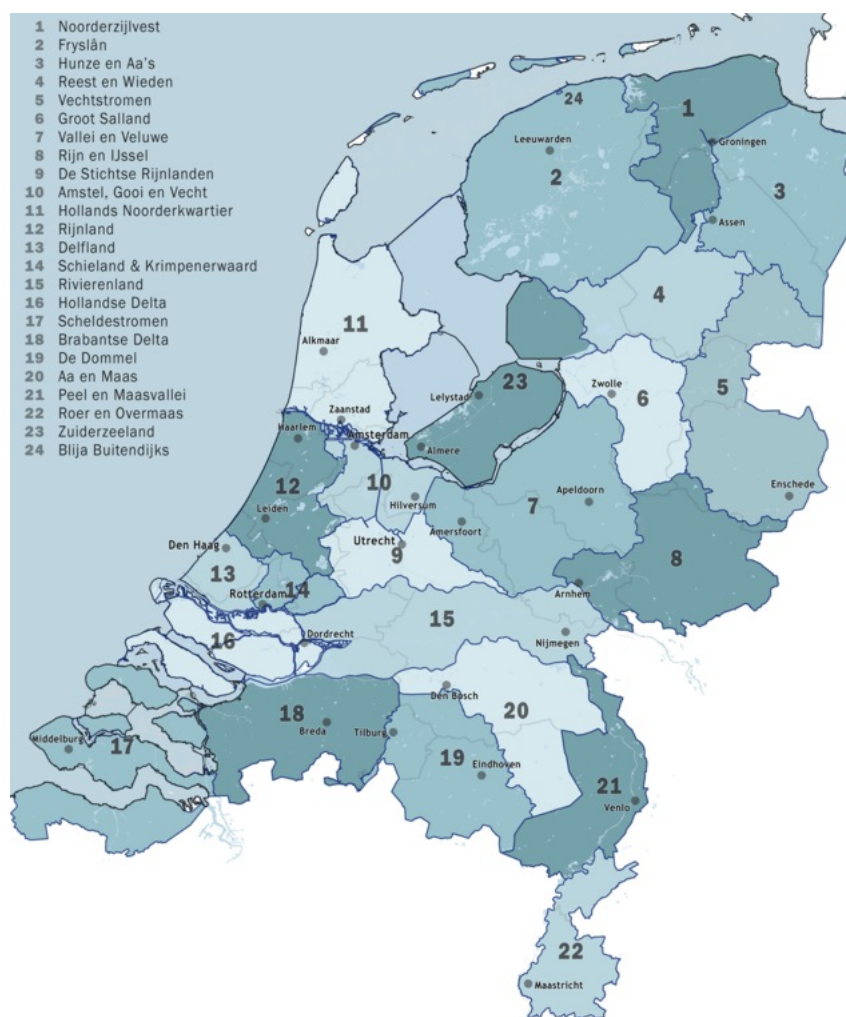 1 Noorderzijlvest
2 Fryslân
3 Hunze en Aa's
4 Reest en Wieden
5 Vechtstromen
6 Groot Salland
7 Vallei en Veluwe
8 Rijn en IJssel
9 De Stichtse Rijnlanden
10 Amstel, Gooi en Vecht
11 Hollands Noorderkwartier
12 Rijnland
13 Delfland
14 Schieland & Krimpenerwaard
15 Rivierenland
16 Hollandse Delta
17 Scheldestromen
18 Brabantse Delta
19 De Dommel
20 Aa en Maas
21 Peel en Maasvallei
22 Roer en Overmaas
23 Zuiderzeeland
24 Blija Buitendijks
24
1
Leeuwarden
Groningen
2
3
Assen
4
11
Alkmaar
23
Lelystad
Zwolle
6
5
Zaanstad
Haarlem
Amsterdam
Almere
12
10
Hilversum
7
Apeldoorn
Enschede
Leiden
Amersfoort
Den Haag
Utrecht
9
8
13
14
Rotterdam
Arnhem
15
16
Dordrecht
Nijmegen
Den Bosch
18
20
Breda
Tilburg
Middelburg
17
19
Eindhoven
21
Venlo
22
Maastricht